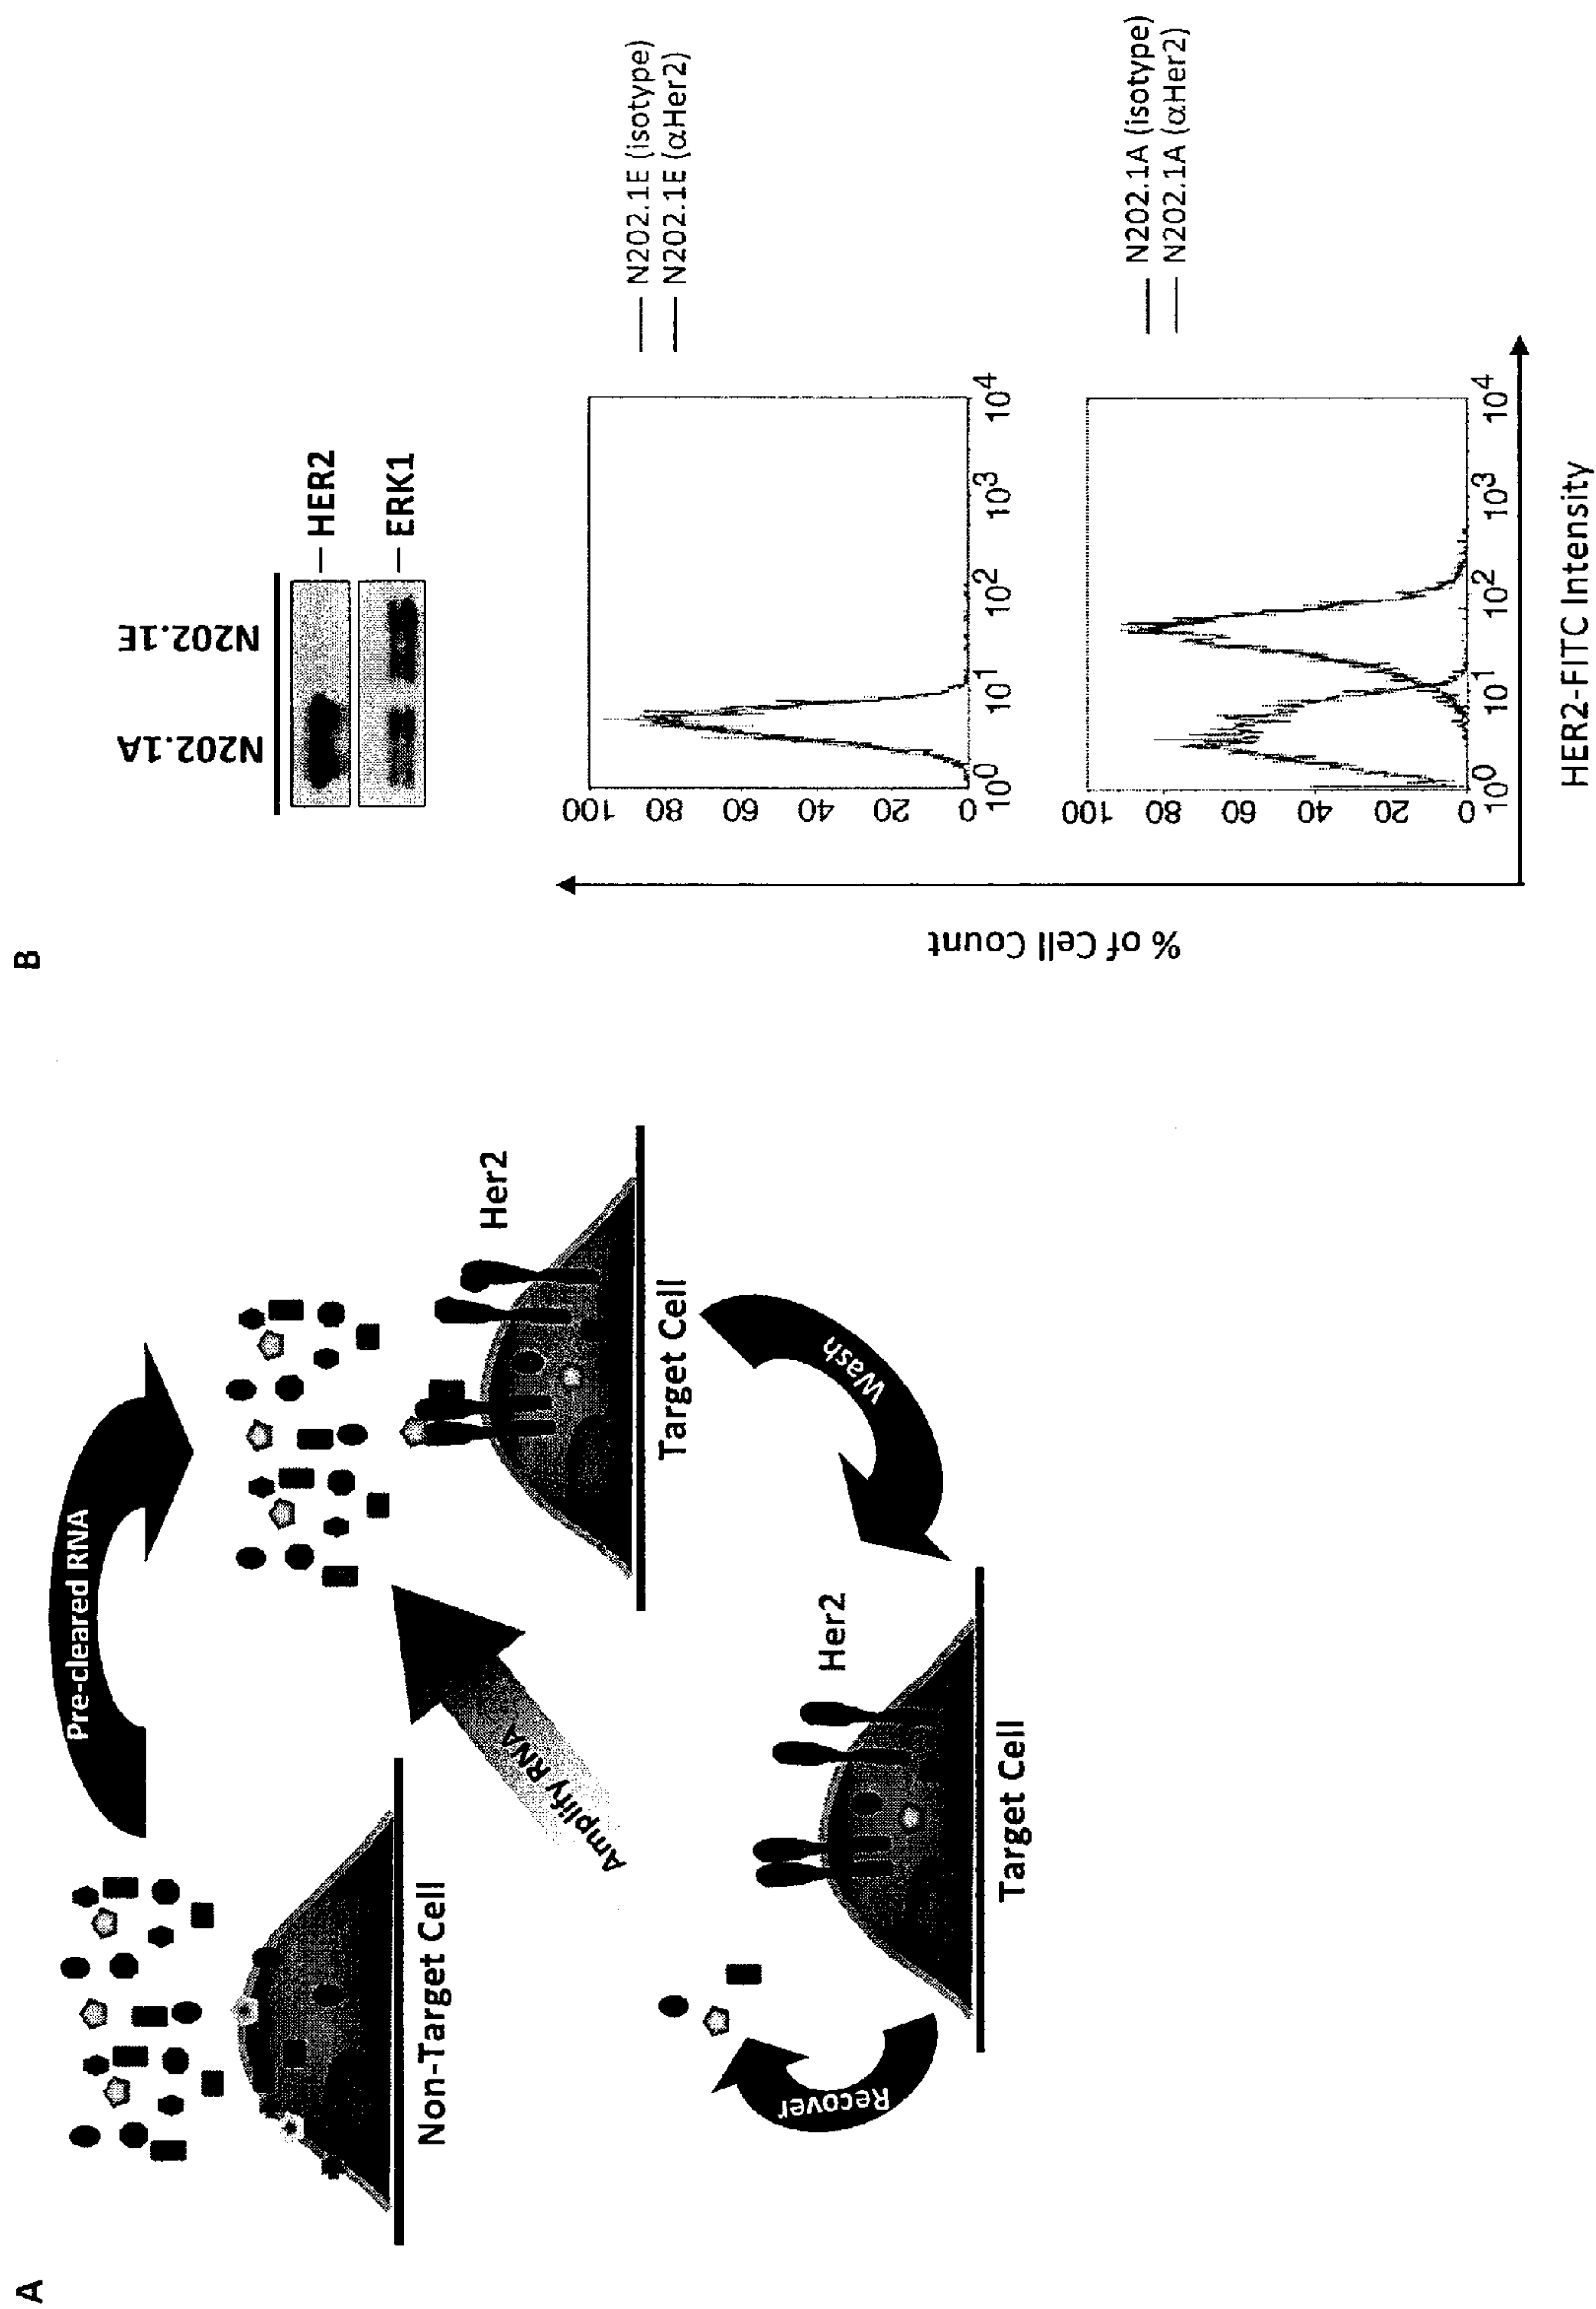 A
Pre-cleared RNA
Non-Target Cell
Her2
Target Cell
Amplify RNA
Wash
Recover
Her2
Target Cell
B
N202.1A
N202.1E
HER2
ERK1
100
80
60
40
20
0
10^0 10^1 10^2 10^3 10^4
N202.1E (isotype)
N202.1E (αHer2)
100
80
60
40
20
0
10^0 10^1 10^2 10^3 10^4
N202.1A (isotype)
N202.1A (αHer2)
% of Cell Count
HER2-FITC Intensity